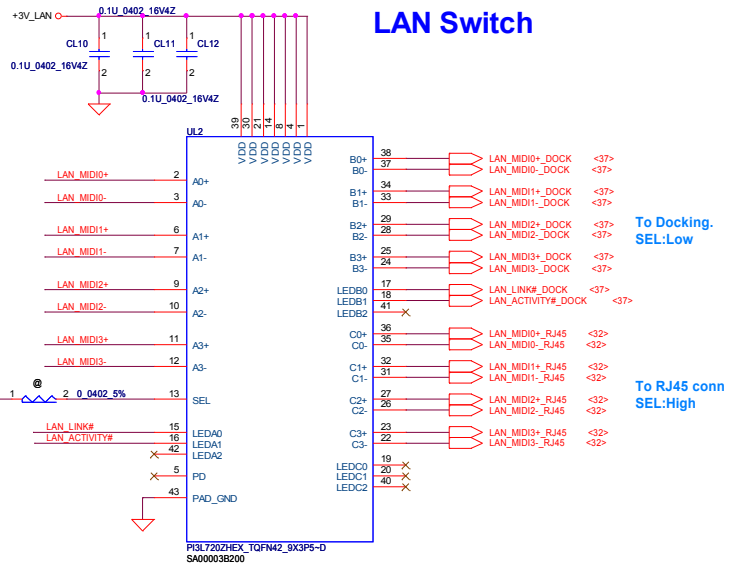 LAN Switch
+3V_LAN
0.1U_0402_16V4Z
1 1 1
CL10 CL11 CL12
0.1U_0402_16V4Z
2 2 2
0.1U_0402_16V4Z
UL2
39 30 21 14 8 4 1
VDD VDD VDD VDD VDD VDD VDD
LAN_MIDI0+ 2 A0+
LAN_MIDI0- 3 A0-
LAN_MIDI1+ 6 A1+
LAN_MIDI1- 7 A1-
LAN_MIDI2+ 9 A2+
LAN_MIDI2- 10 A2-
LAN_MIDI3+ 11 A3+
LAN_MIDI3- 12 A3-
@
1 2 0_0402_5% 13 SEL
LAN_LINK# 15 LEDA0
LAN_ACTIVITY# 16 LEDA1
42 LEDA2
5 PD
43 PAD_GND
B0+ 38 LAN_MIDI0+_DOCK <37>
B0- 37 LAN_MIDI0-_DOCK <37>
B1+ 34 LAN_MIDI1+_DOCK <37>
B1- 33 LAN_MIDI1-_DOCK <37>
B2+ 29 LAN_MIDI2+_DOCK <37>
B2- 28 LAN_MIDI2-_DOCK <37>
B3+ 25 LAN_MIDI3+_DOCK <37>
B3- 24 LAN_MIDI3-_DOCK <37>
LEDB0 17 LAN_LINK#_DOCK <37>
LEDB1 18 LAN_ACTIVITY#_DOCK <37>
LEDB2 41
To Docking.
SEL:Low
C0+ 36 LAN_MIDI0+_RJ45 <32>
C0- 35 LAN_MIDI0-_RJ45 <32>
C1+ 32 LAN_MIDI1+_RJ45 <32>
C1- 31 LAN_MIDI1-_RJ45 <32>
C2+ 27 LAN_MIDI2+_RJ45 <32>
C2- 26 LAN_MIDI2-_RJ45 <32>
C3+ 23 LAN_MIDI3+_RJ45 <32>
C3- 22 LAN_MIDI3-_RJ45 <32>
LEDC0 19
LEDC1 20
LEDC2 40
To RJ45 conn
SEL:High
PI3L720ZHEX_TQFN42_9X3P5~D
SA00003B200